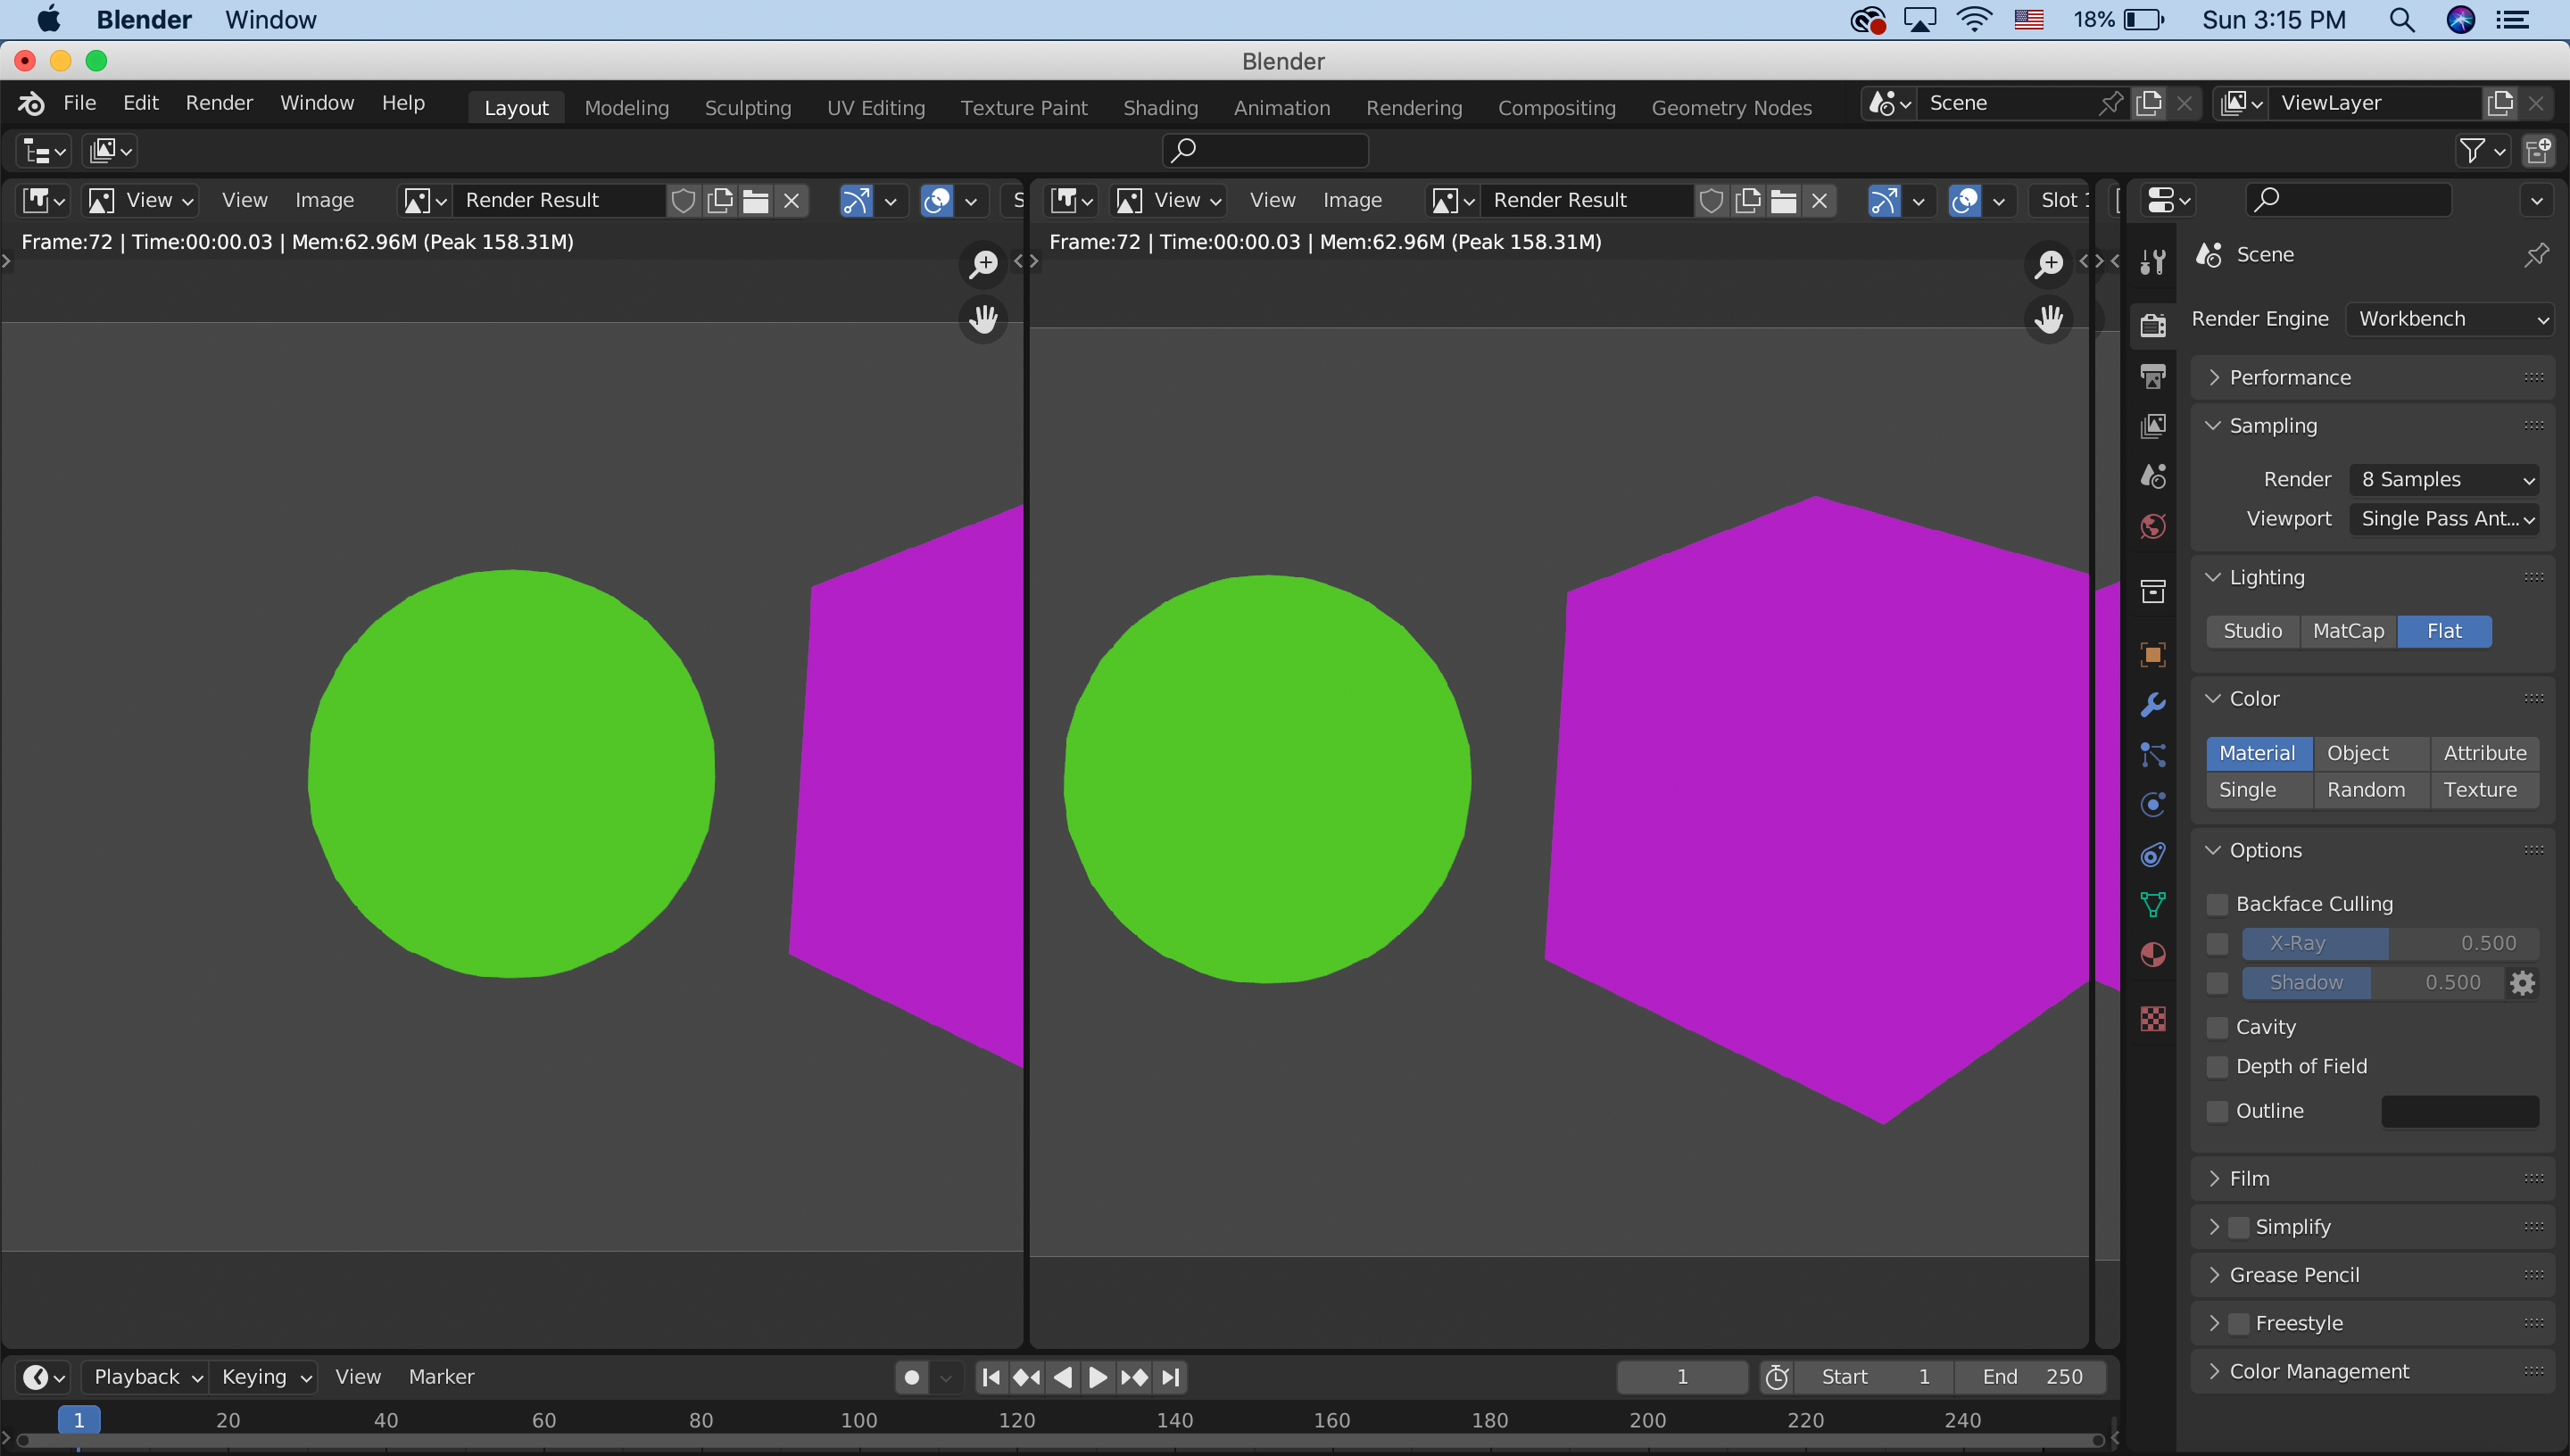 Blender Window 18% Sun 3:15 PM
Blender
File Edit Render Window Help Layout Modeling Sculpting UV Editing Texture Paint Shading Animation Rendering Compositing Geometry Nodes Scene ViewLayer
View View Image Render Result S View View Image Render Result Slot 1
Frame:72 | Time:00:00.03 | Mem:62.96M (Peak 158.31M) Frame:72 | Time:00:00.03 | Mem:62.96M (Peak 158.31M)
Scene
Render Engine Workbench
Performance
Sampling
Render 8 Samples
Viewport Single Pass Ant...
Lighting
Studio MatCap Flat
Color
Material Object Attribute
Single Random Texture
Options
Backface Culling
X-Ray 0.500
Shadow 0.500
Cavity
Depth of Field
Outline
Film
Simplify
Grease Pencil
Freestyle
Color Management
Playback Keying View Marker 1 Start 1 End 250
1 20 40 60 80 100 120 140 160 180 200 220 240